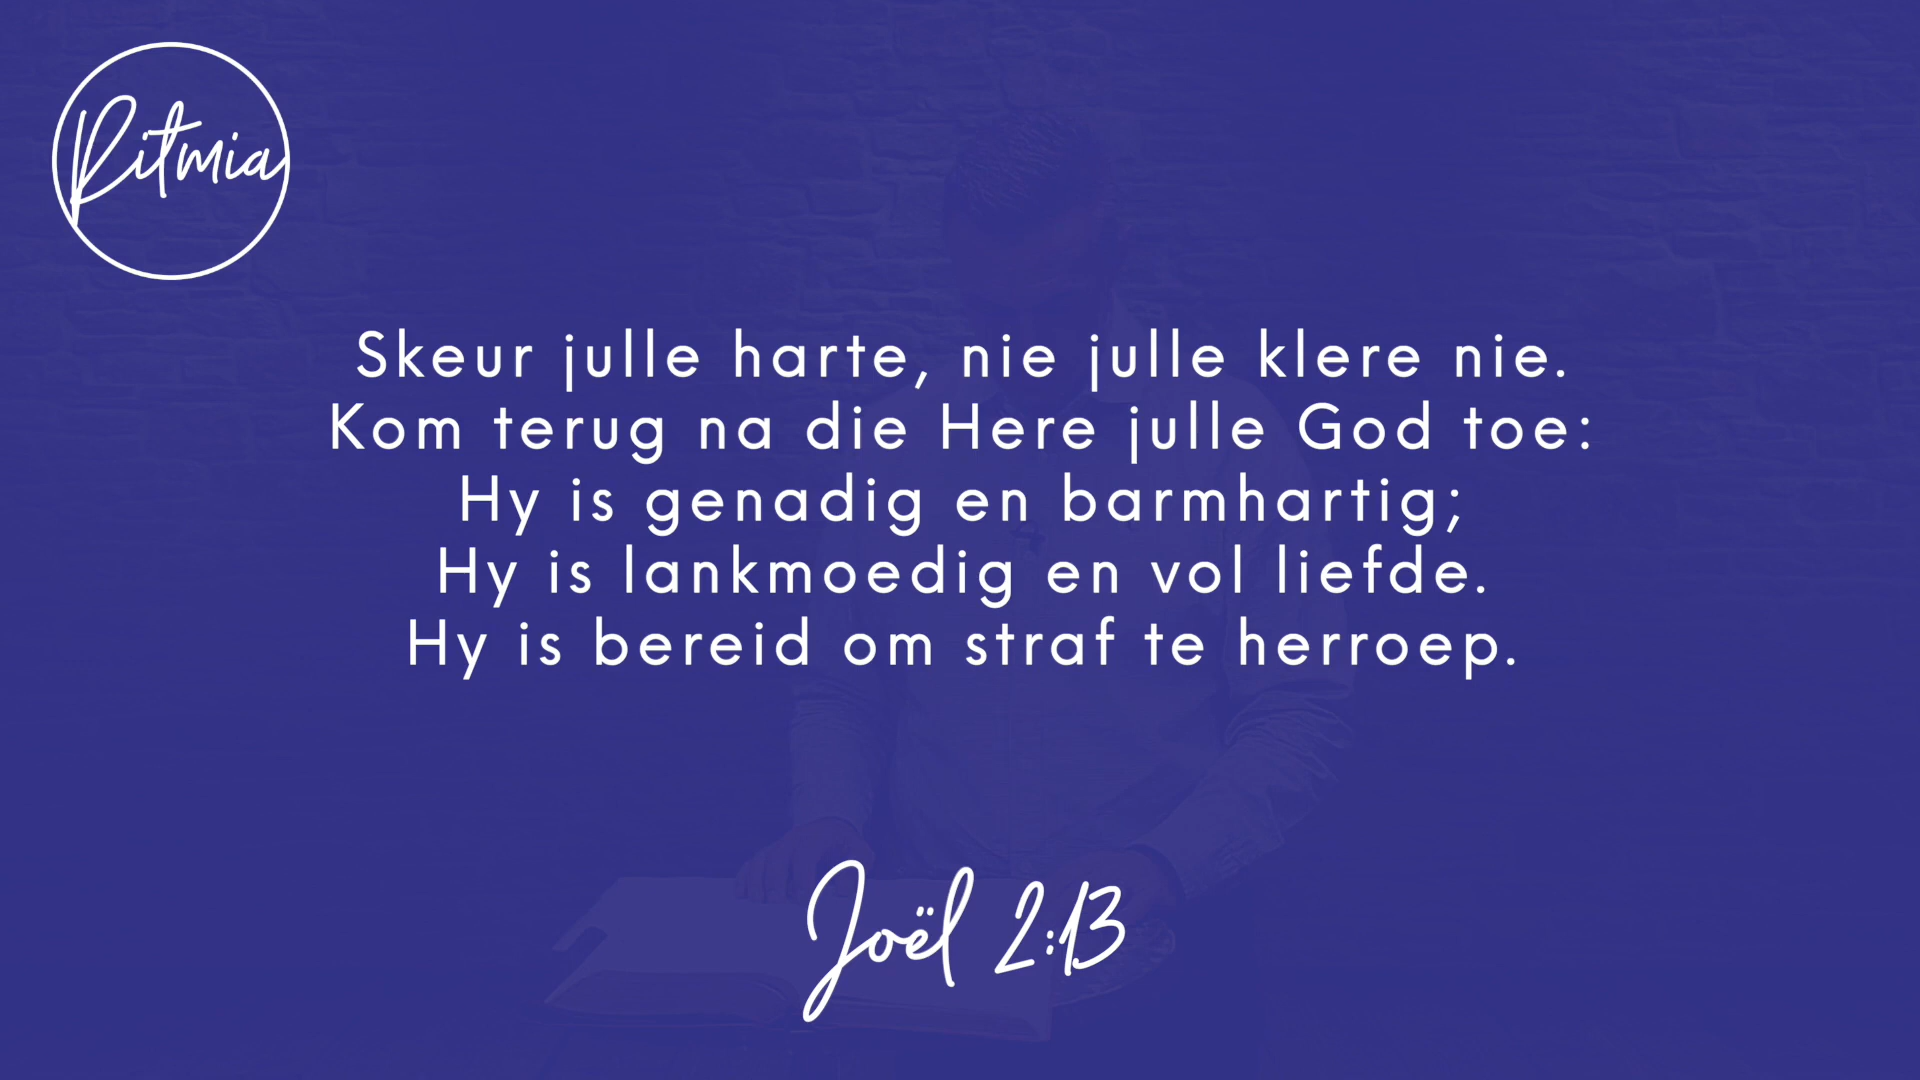 Ritmia
Skeur julle harte, nie julle klere nie.
Kom terug na die Here julle God toe:
Hy is genadig en barmhartig;
Hy is lankmoedig en vol liefde.
Hy is bereid om straf te herroep.
Joël 2:13